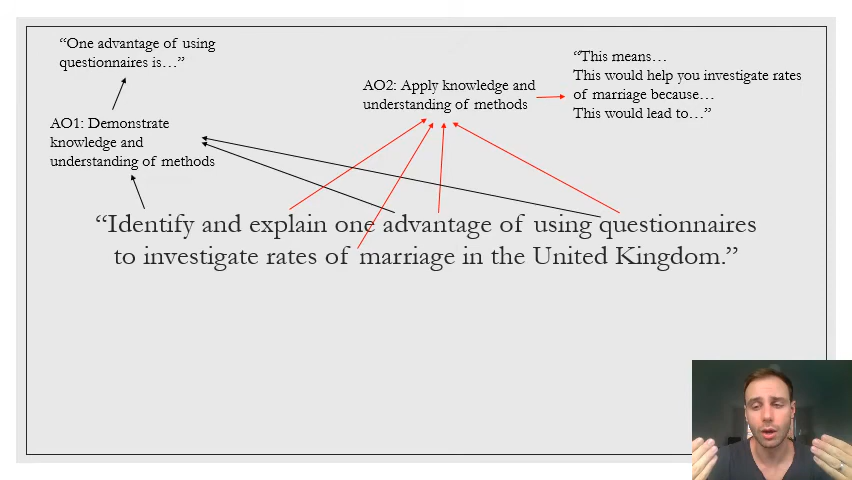 “One advantage of using
questionnaires is…”
AO1: Demonstrate
knowledge and
understanding of methods
AO2: Apply knowledge and
understanding of methods
“This means…
This would help you investigate rates
of marriage because…
This would lead to…”
“Identify and explain one advantage of using questionnaires
to investigate rates of marriage in the United Kingdom.”